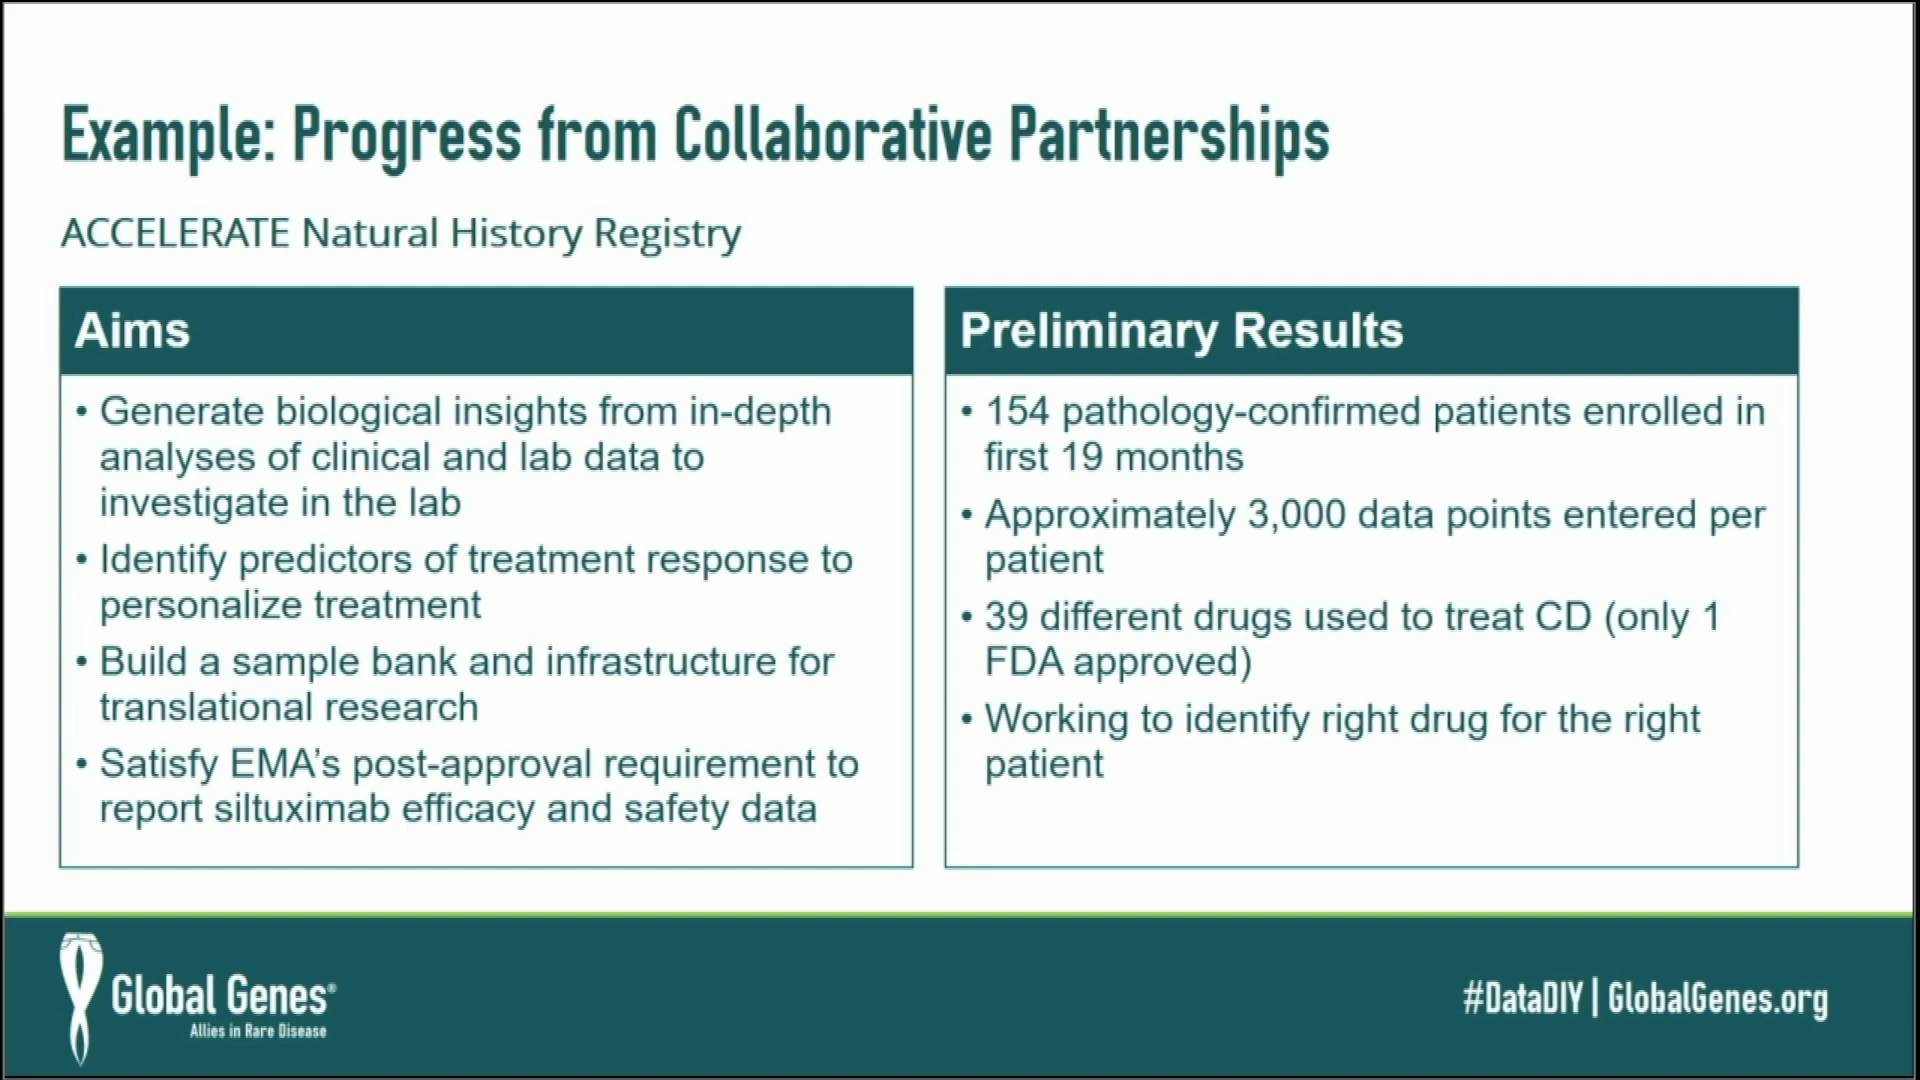 Example: Progress from Collaborative Partnerships
ACCELERATE Natural History Registry
Aims
• Generate biological insights from in-depth
analyses of clinical and lab data to
investigate in the lab
• Identify predictors of treatment response to
personalize treatment
• Build a sample bank and infrastructure for
translational research
• Satisfy EMA’s post-approval requirement to
report siltuximab efficacy and safety data
Preliminary Results
• 154 pathology-confirmed patients enrolled in
first 19 months
• Approximately 3,000 data points entered per
patient
• 39 different drugs used to treat CD (only 1
FDA approved)
• Working to identify right drug for the right
patient
Global Genes®
Allies in Rare Disease
#DataDIY | GlobalGenes.org